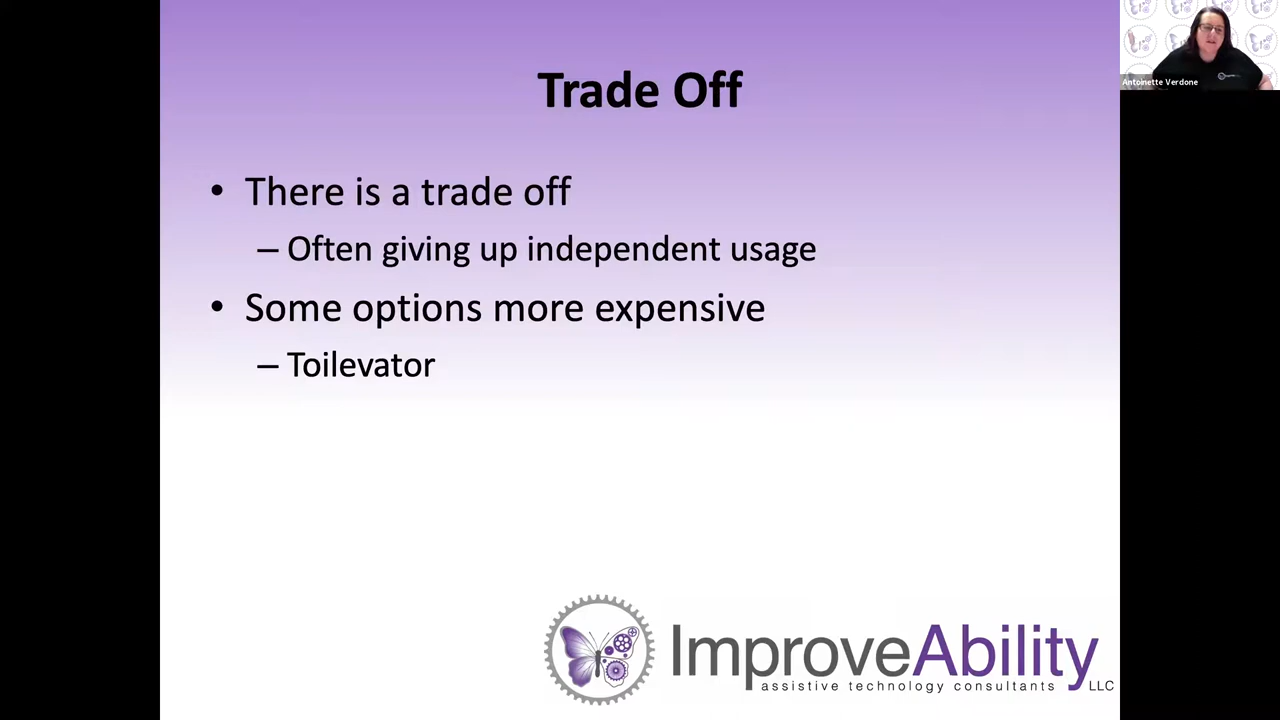 Trade Off
• There is a trade off
– Often giving up independent usage
• Some options more expensive
– Toilevator
ImproveAbility LLC
assistive technology consultants
Antoinette Verdone